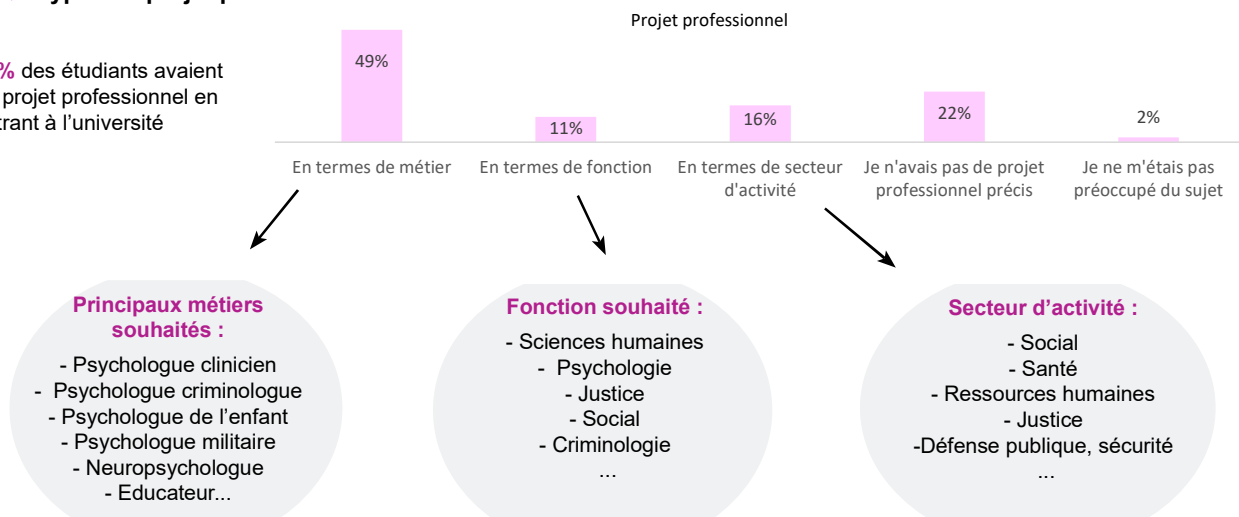 Projet professionnel
% des étudiants avaient
projet professionnel en
trant à l'université
49%
11%
16%
22%
2%
En termes de métier
En termes de fonction
En termes de secteur
d'activité
Je n'avais pas de projet
professionnel précis
Je ne m'étais pas
préoccupé du sujet
Principaux métiers
souhaités :
- Psychologue clinicien
- Psychologue criminologue
- Psychologue de l'enfant
- Psychologue militaire
- Neuropsychologue
- Educateur...
Fonction souhaité :
- Sciences humaines
- Psychologie
- Justice
- Social
- Criminologie
...
Secteur d'activité :
- Social
- Santé
- Ressources humaines
- Justice
-Défense publique, sécurité
...